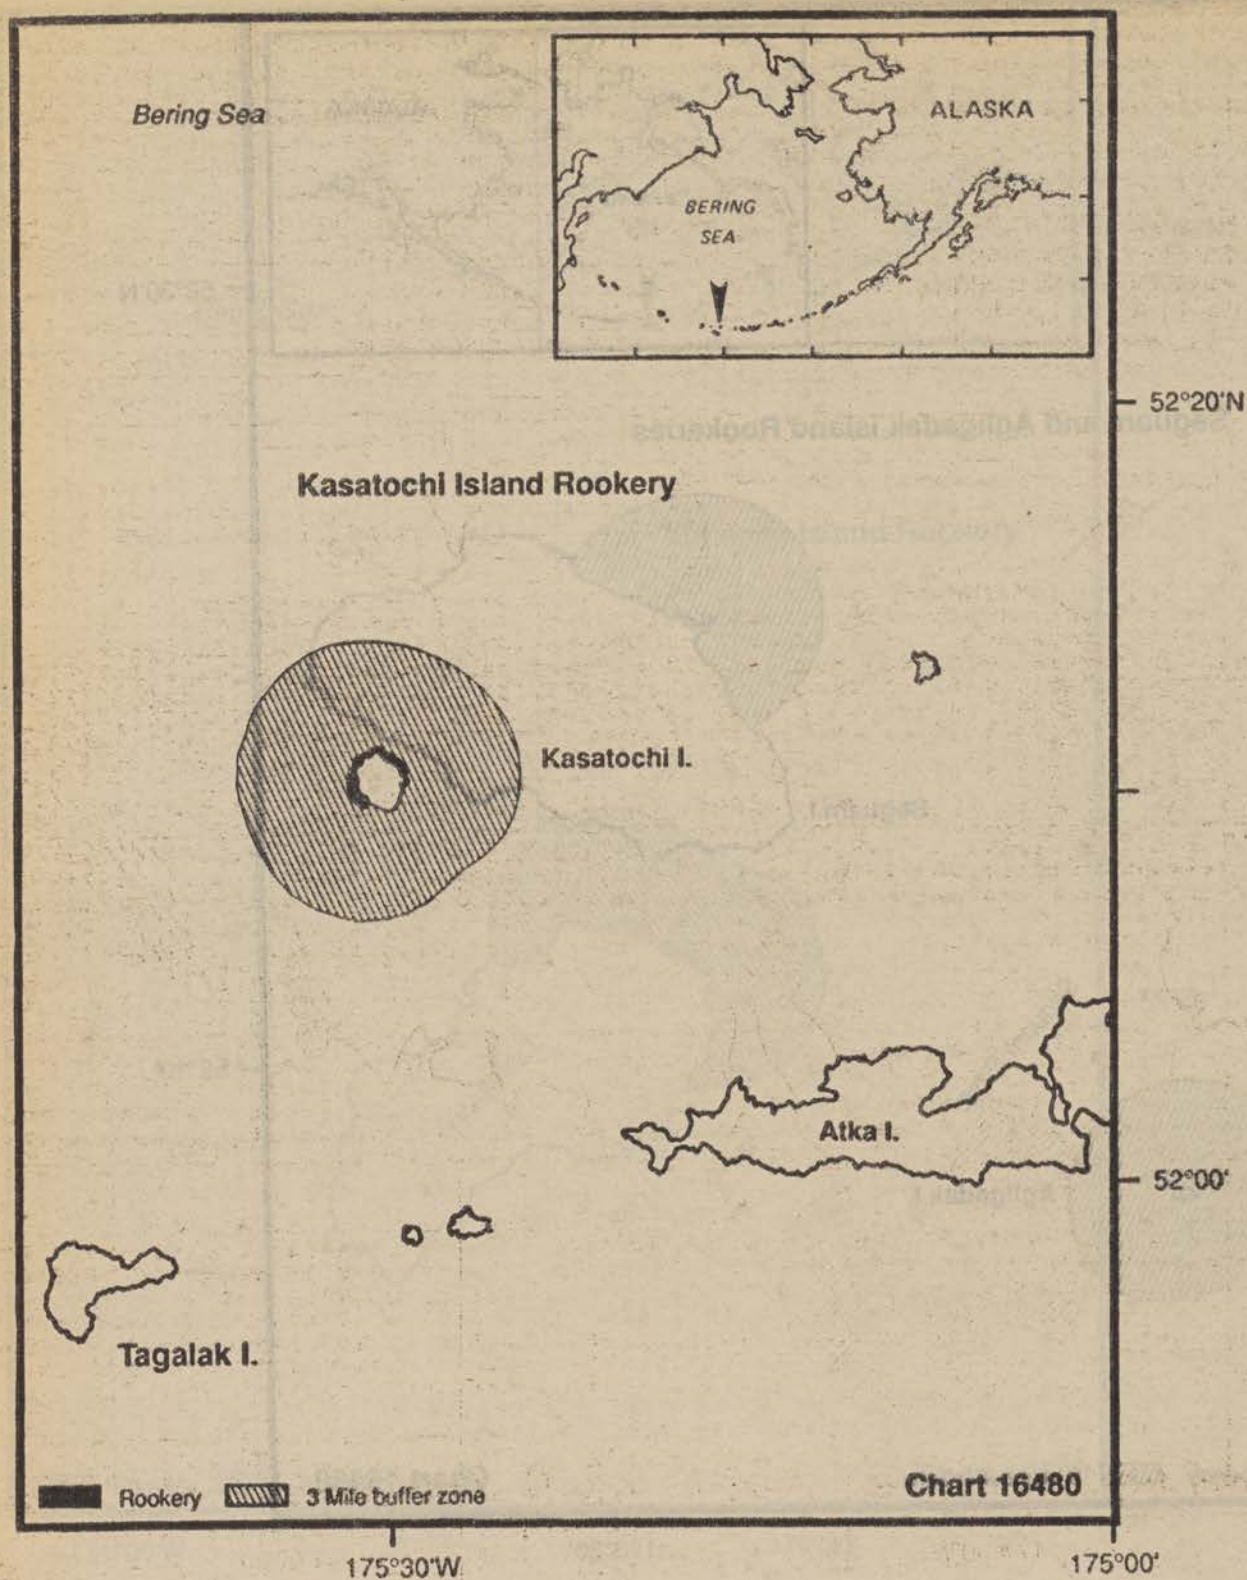 Bering Sea
ALASKA
BERING
SEA
52°20'N
Kasatochi Island Rookery
Kasatochi I.
Atka I.
52°00'
Tagalak I.
Rookery 3 Mile buffer zone
Chart 16480
175°30'W
175°00'